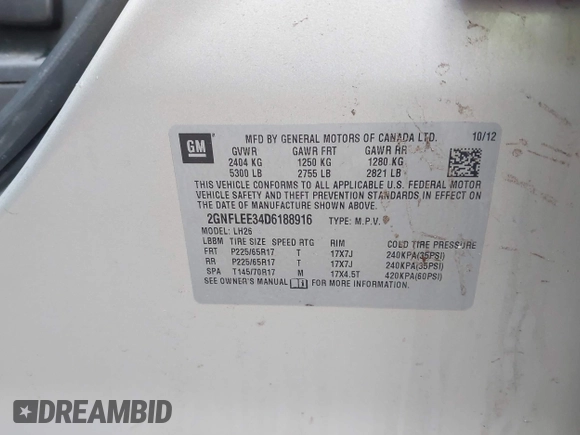 GM
MFD BY GENERAL MOTORS OF CANADA LTD. 10/12
GVWR GAWR FRT GAWR RR
2404 KG 1250 KG 1280 KG
5300 LB 2755 LB 2821 LB
THIS VEHICLE CONFORMS TO ALL APPLICABLE U.S. FEDERAL MOTOR
VEHICLE SAFETY AND THEFT PREVENTION STANDARDS IN EFFECT ON
THE DATE OF MANUFACTURE SHOWN ABOVE.
2GNFLEE34D6188916 TYPE: M.P.V.
MODEL: LH26
LBBM TIRE SIZE SPEED RTG RIM COLD TIRE PRESSURE
FRT P225/65R17 T 17X7J 240KPA(35PSI)
RR P225/65R17 T 17X7J 240KPA(35PSI)
SPA T145/70R17 M 17X4.5T 420KPA(60PSI)
SEE OWNER'S MANUAL FOR MORE INFORMATION.
DREAMBID